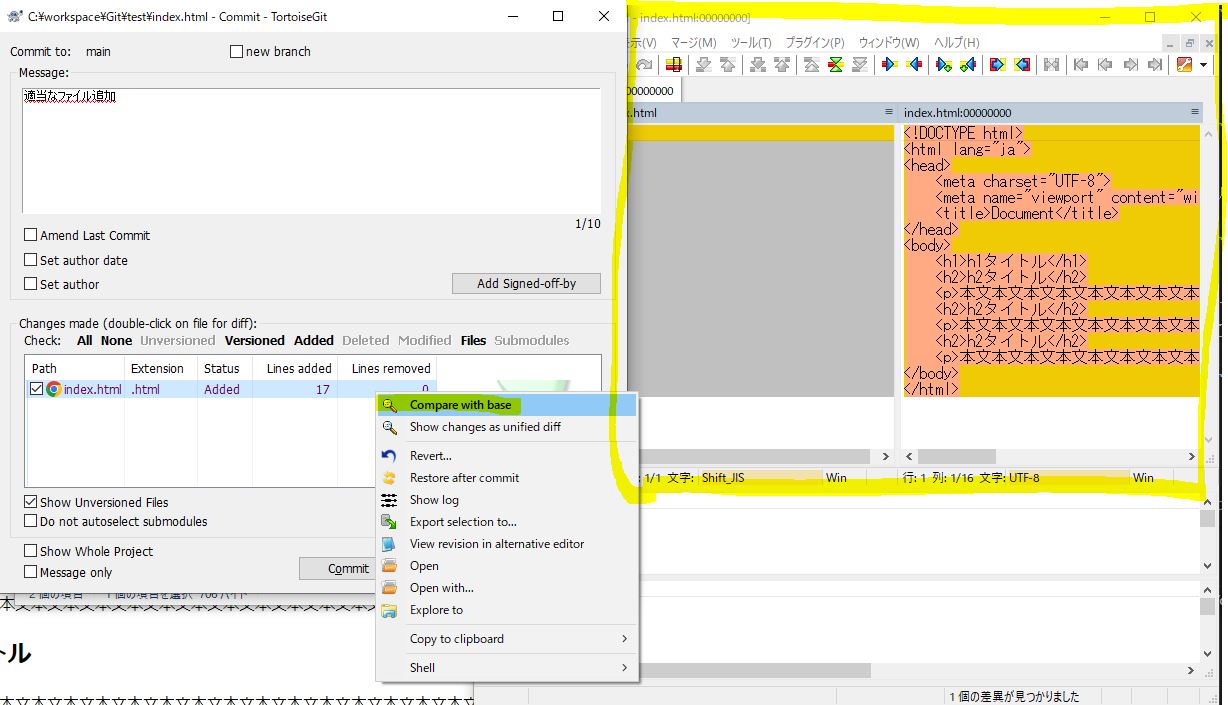 C:¥workspace¥Git¥test¥index.html - Commit - TortoiseGit
Commit to: main
new branch
Message:
適当なファイル追加
1/10
Amend Last Commit
Set author date
Set author
Add Signed-off-by
Changes made (double-click on file for diff):
Check: All None Unversioned Versioned Added Deleted Modified Files Submodules
Path Extension Status Lines added Lines removed
index.html .html Added 17 0
Show Unversioned Files
Do not autoselect submodules
Show Whole Project
Message only
Commit
Compare with base
Show changes as unified diff
Revert...
Restore after commit
Show log
Export selection to...
View revision in alternative editor
Open
Open with...
Explore to
Copy to clipboard
Shell
- index.html:00000000]
示(V) マージ(M) ツール(T) プラグイン(P) ウィンドウ(W) ヘルプ(H)
00000000
.html
index.html:00000000
<!DOCTYPE html>
<html lang="ja">
<head>
<meta charset="UTF-8">
<meta name="viewport" content="wi
<title>Document</title>
</head>
<body>
<h1>h1タイトル</h1>
<h2>h2タイトル</h2>
<p>本文本文本文本文本文本文本文本
<h2>h2タイトル</h2>
<p>本文本文本文本文本文本文本文本
<h2>h2タイトル</h2>
<p>本文本文本文本文本文本文本文本
</body>
</html>
1/1 文字: Shift_JIS Win
行: 1 列: 1/16 文字: UTF-8 Win
2 個の項目 1 個の項目を選択 706 バイト
トル
1 個の差異が見つかりました